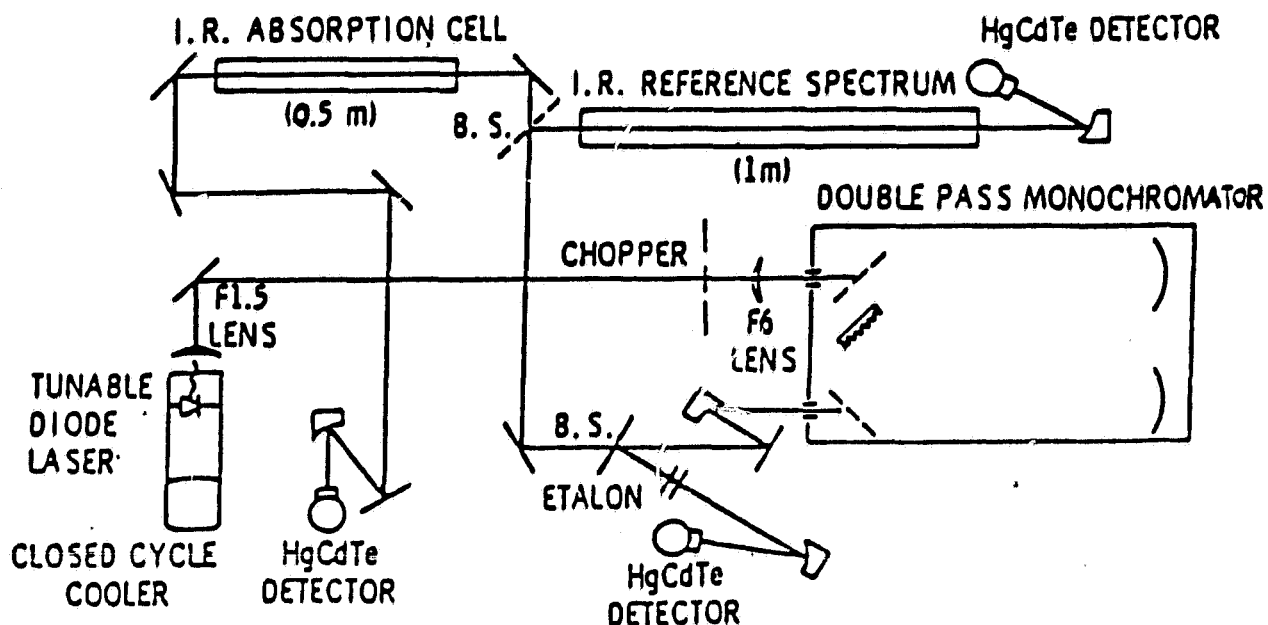 I.R. ABSORPTION CELL
(0.5 m)
HgCdTe DETECTOR
I.R. REFERENCE SPECTRUM
B. S.
(1m)
DOUBLE PASS MONOCHROMATOR
CHOPPER
F1.5
LENS
F6
LENS
TUNABLE
DIODE
LASER
B. S.
ETALON
CLOSED CYCLE
COOLER
HgCdTe
DETECTOR
HgCdTe
DETECTOR